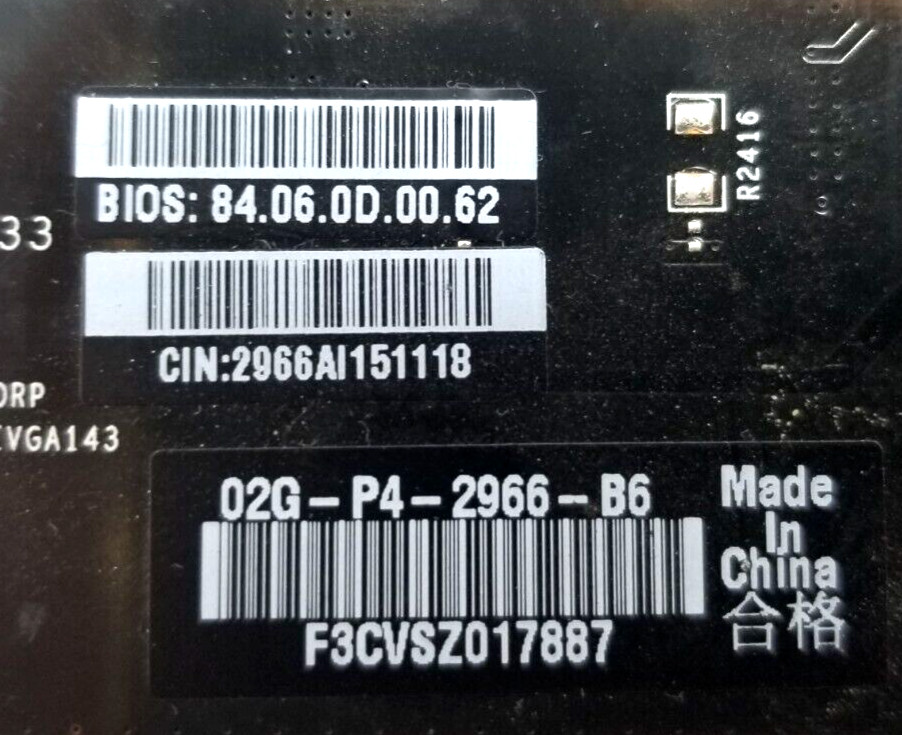 BIOS: 84.06.0D.00.62
R2416
33
CIN:2966AI151118
ORP
EVGA143
02G-P4-2966-B6
F3CVSZ017887
Made
In
China
合格